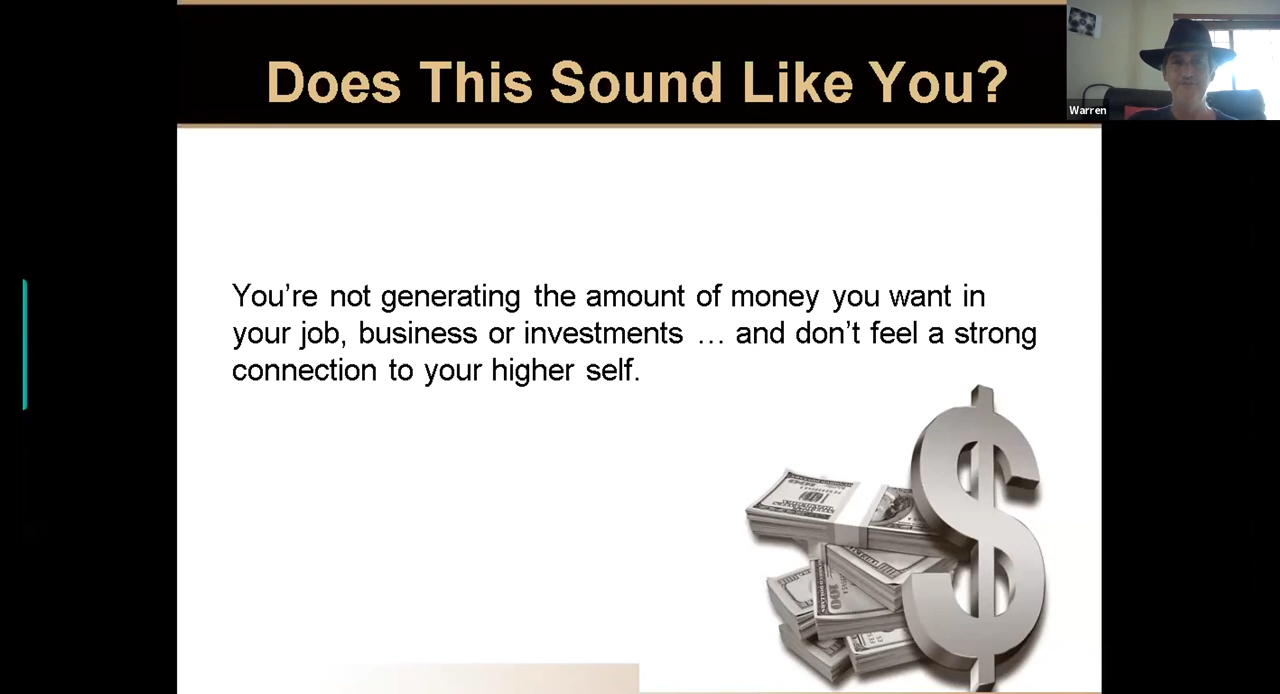 Does This Sound Like You?
Warren
You’re not generating the amount of money you want in
your job, business or investments … and don’t feel a strong
connection to your higher self.
100